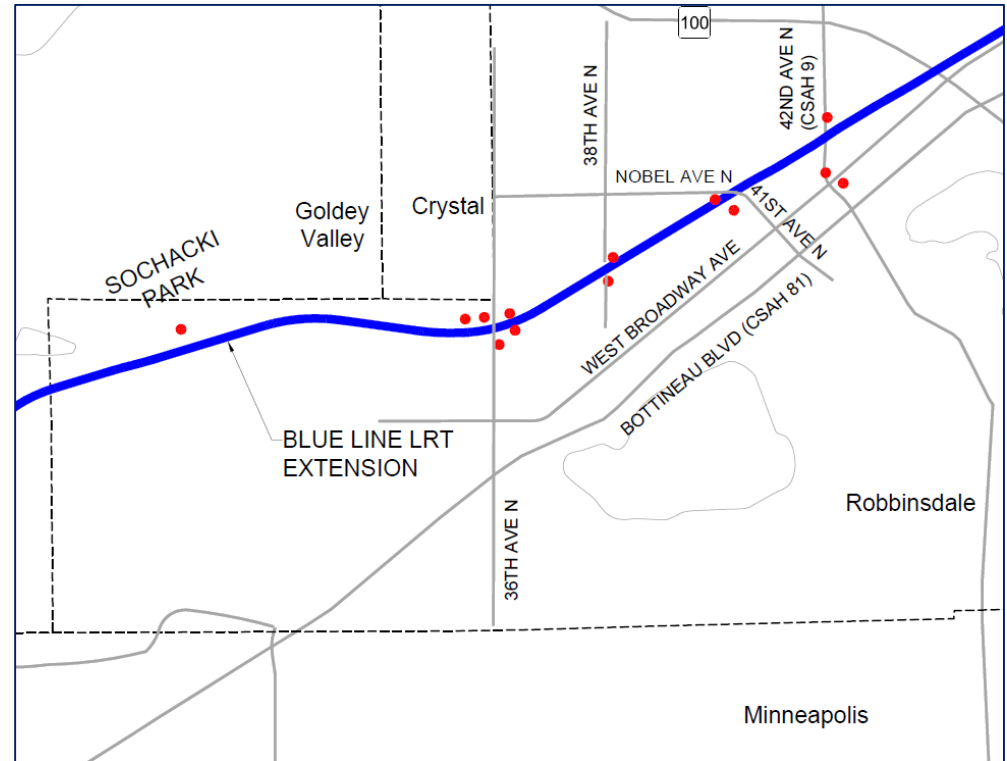 100
42ND AVE N
(CSAH 9)
38TH AVE N
NOBEL AVE N
41ST AVE N
Goldey
Valley
Crystal
SOCHACKI
PARK
WEST BROADWAY AVE
BOTTINEAU BLVD (CSAH 81)
BLUE LINE LRT
EXTENSION
36TH AVE N
Robbinsdale
Minneapolis